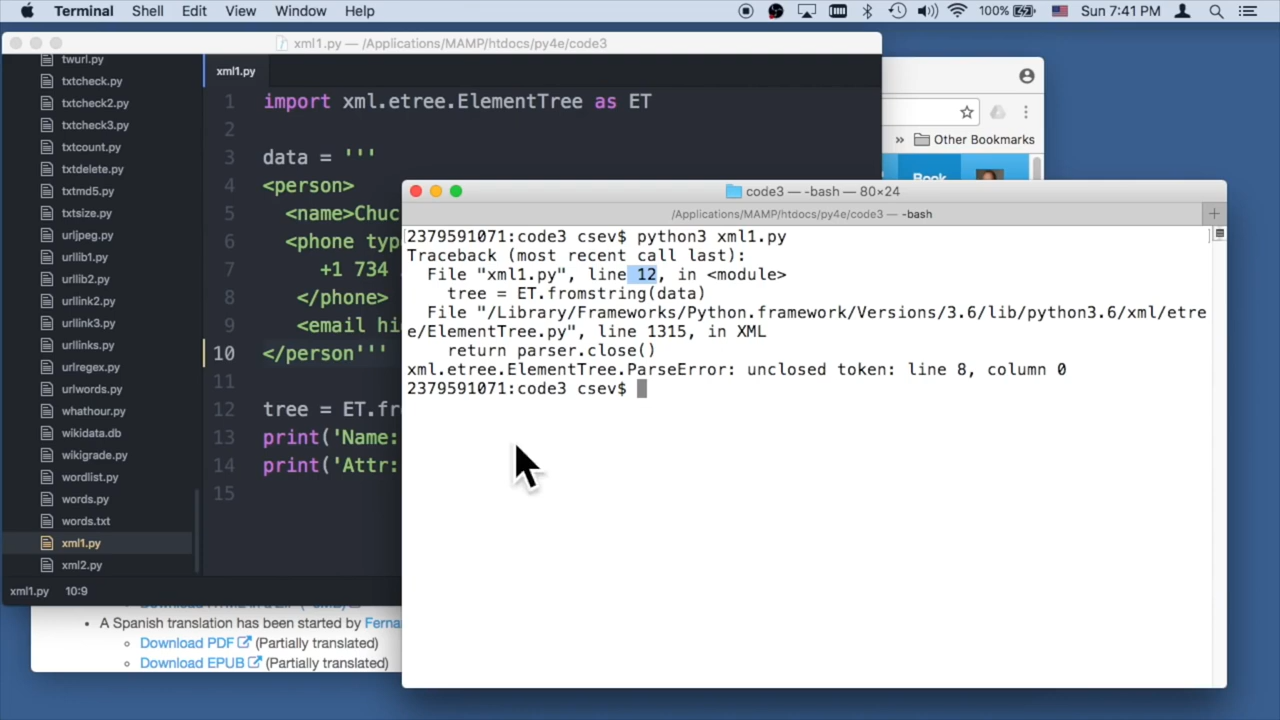 Terminal Shell Edit View Window Help 100% Sun 7:41 PM
xml1.py — /Applications/MAMP/htdocs/py4e/code3
twurl.py
txtcheck.py
txtcheck2.py
txtcheck3.py
txtcount.py
txtdelete.py
txtmd5.py
txtsize.py
urljpeg.py
urllib1.py
urllib2.py
urllink2.py
urllink3.py
urllinks.py
urlregex.py
urlwords.py
whathour.py
wikidata.db
wikigrade.py
wordlist.py
words.py
words.txt
xml1.py
xml2.py
xml1.py 10:9
xml1.py
1 import xml.etree.ElementTree as ET
2
3 data = '''
4 <person>
5 <name>Chuc
6 <phone typ
7 +1 734
8 </phone>
9 <email hi
10 </person'''
11
12 tree = ET.fr
13 print('Name:
14 print('Attr:
15
» Other Bookmarks
Book
code3 — -bash — 80×24
/Applications/MAMP/htdocs/py4e/code3 — -bash
2379591071:code3 csev$ python3 xml1.py
Traceback (most recent call last):
File "xml1.py", line 12, in <module>
tree = ET.fromstring(data)
File "/Library/Frameworks/Python.framework/Versions/3.6/lib/python3.6/xml/etre
e/ElementTree.py", line 1315, in XML
return parser.close()
xml.etree.ElementTree.ParseError: unclosed token: line 8, column 0
2379591071:code3 csev$
A Spanish translation has been started by Ferna
Download PDF (Partially translated)
Download EPUB (Partially translated)